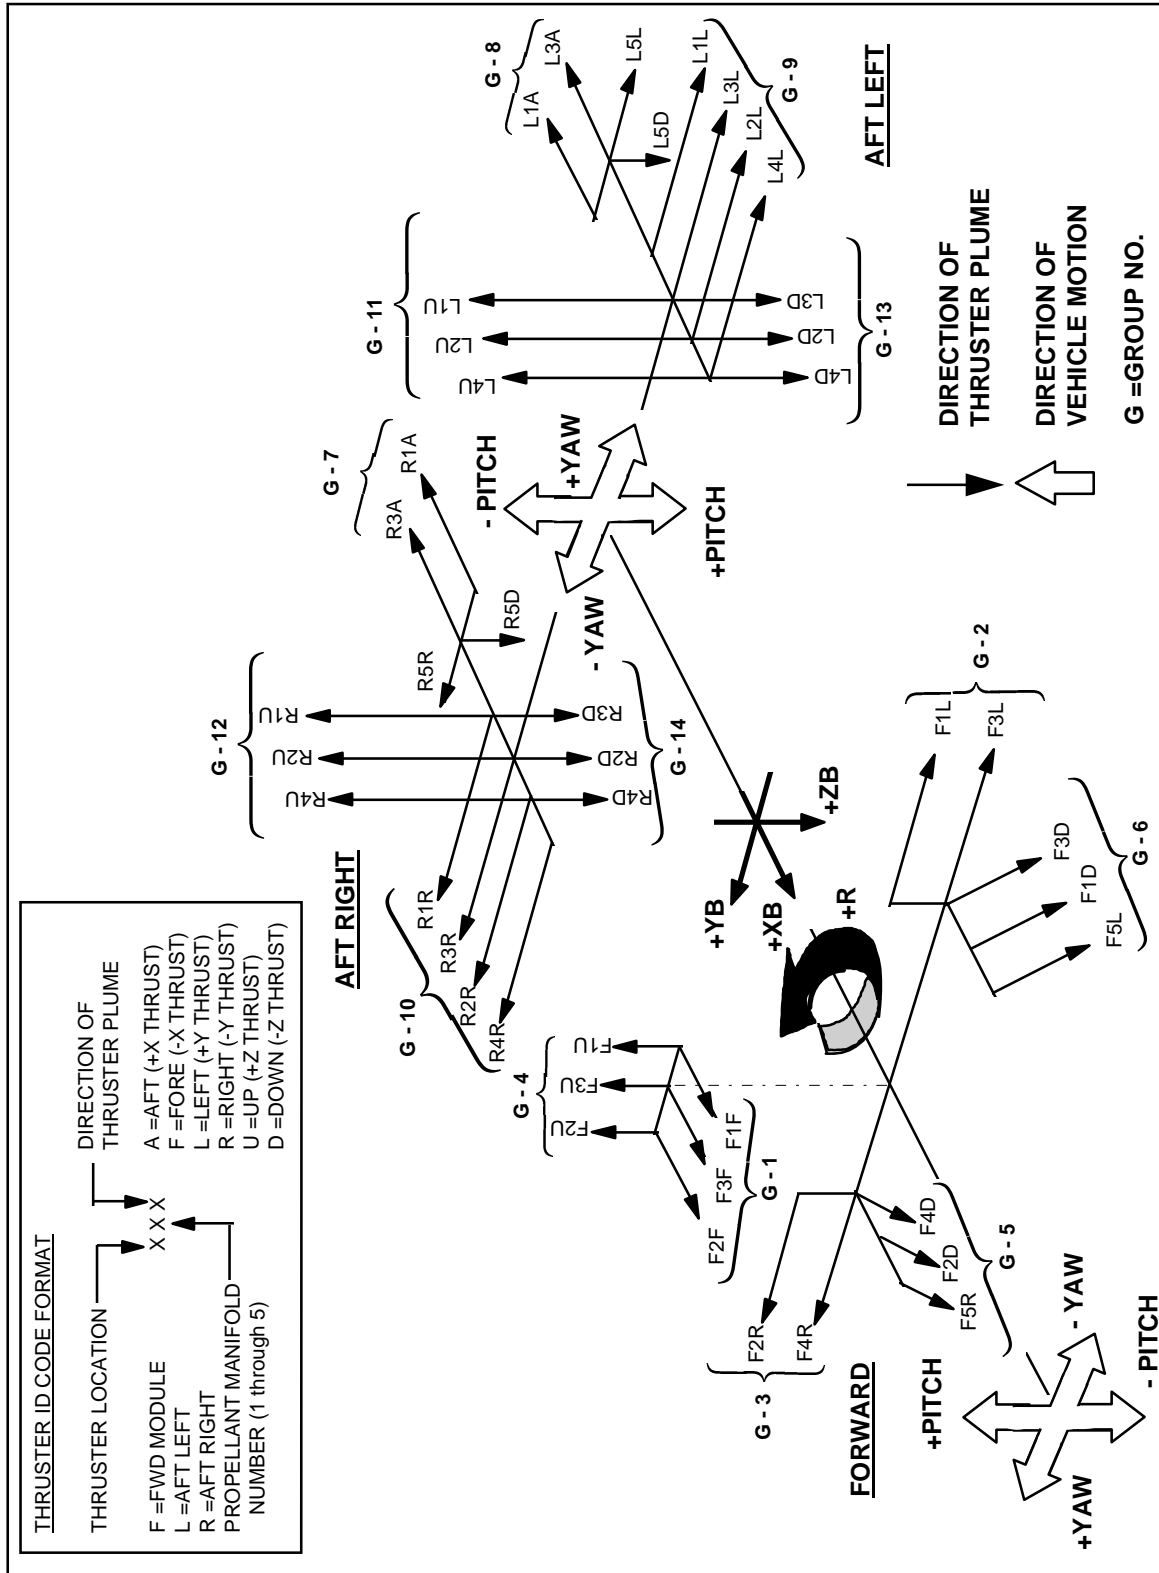 THRUSTER ID CODE FORMAT
THRUSTER LOCATION
DIRECTION OF
THRUSTER PLUME
X X X
F =FWD MODULE
L =AFT LEFT
R =AFT RIGHT
PROPELLANT MANIFOLD
NUMBER (1 through 5)
A =AFT (+X THRUST)
F =FORE (-X THRUST)
L =LEFT (+Y THRUST)
R =RIGHT (-Y THRUST)
U =UP (+Z THRUST)
D =DOWN (-Z THRUST)
AFT RIGHT
G - 12
R4U
R2U
R1U
G - 7
R3A
R1A
R5R
R5D
G - 10
R1R
R3R
R2R
R4R
R4D
R2D
R3D
G - 14
G - 11
L4U
L2U
L1U
G - 8
L1A
L3A
L5L
L5D
L1L
L3L
L2L
L4L
G - 9
AFT LEFT
L4D
L2D
L3D
G - 13
- PITCH
+YAW
- YAW
+PITCH
G - 4
F2U
F3U
F1U
F2F
F3F
F1F
G - 1
+YB
+XB
+ZB
+R
G - 3
F2R
F4R
FORWARD
F5R
F2D
F4D
G - 5
F1L
F3L
G - 2
F5L
F1D
F3D
G - 6
+PITCH
+YAW
- YAW
- PITCH
DIRECTION OF
THRUSTER PLUME
DIRECTION OF
VEHICLE MOTION
G =GROUP NO.